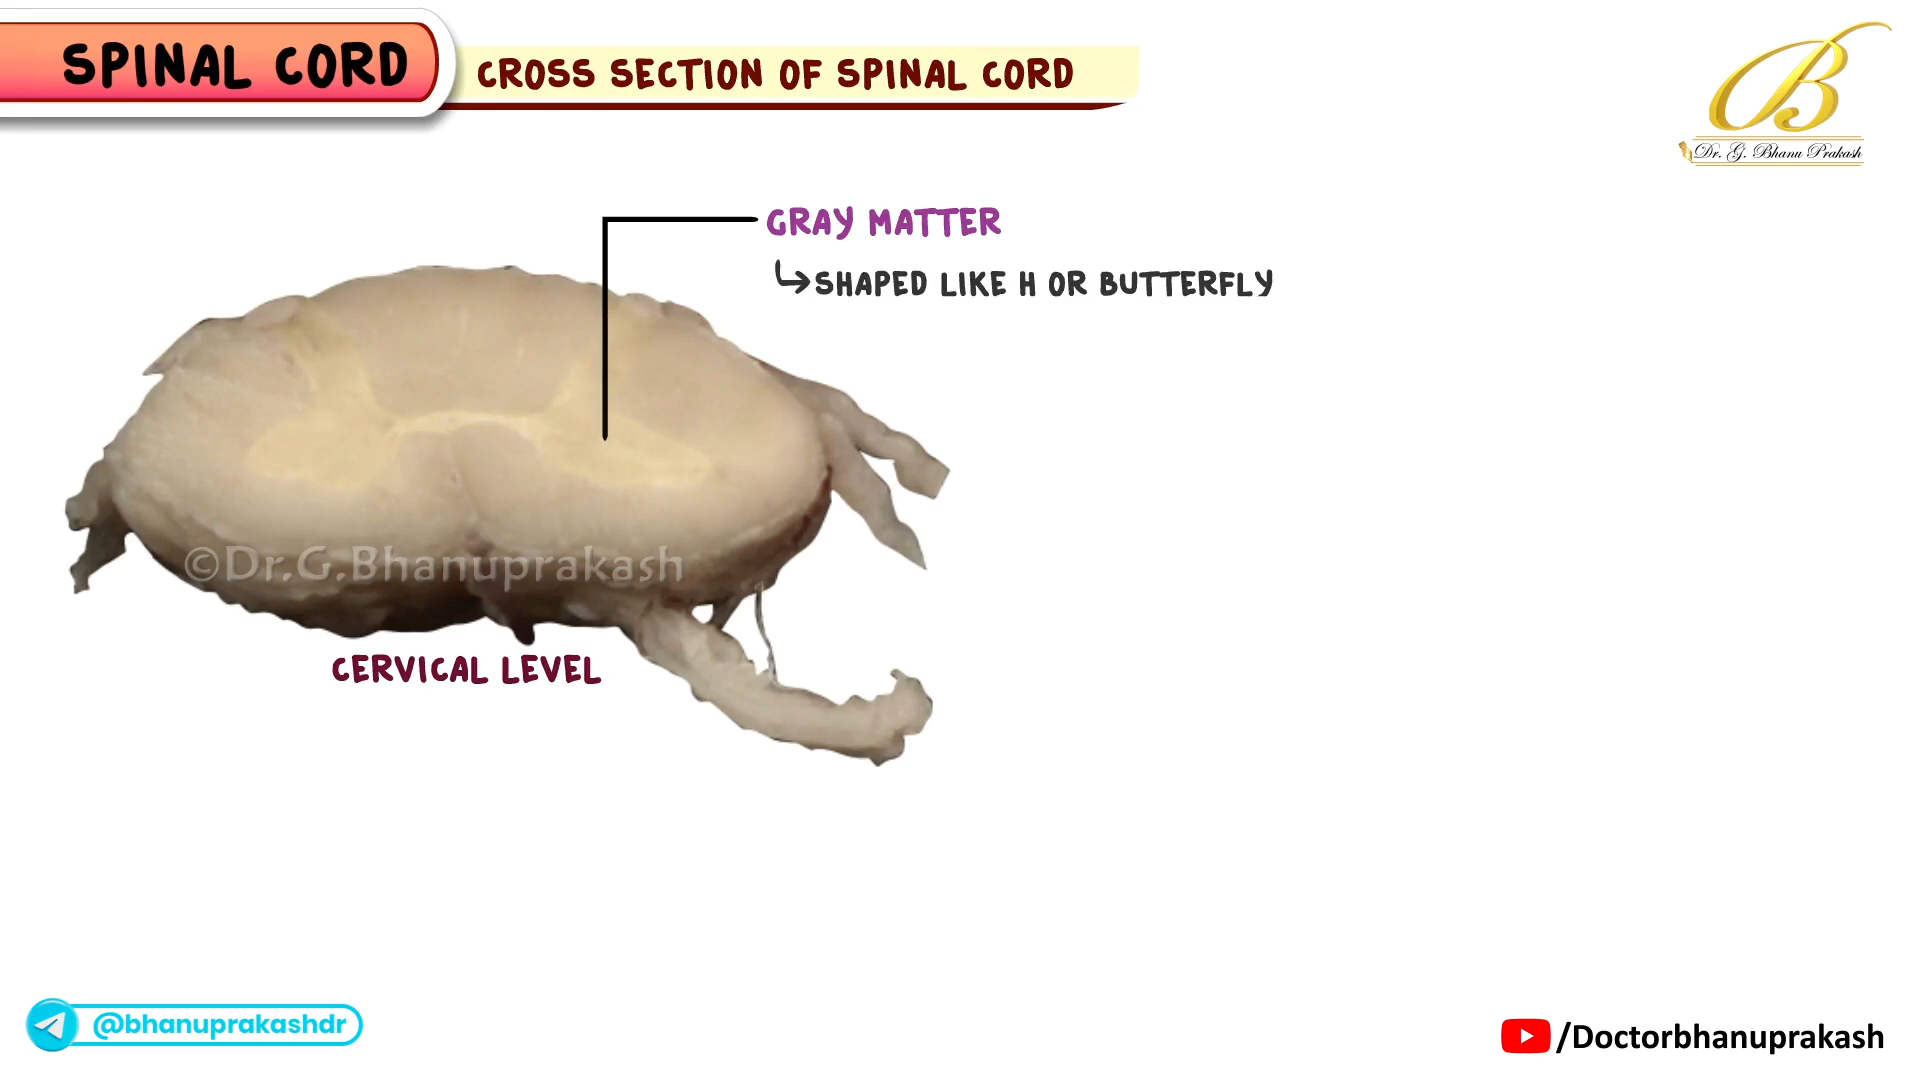 SPINAL CORD
CROSS SECTION OF SPINAL CORD
B
Dr. G. Bhanu Prakash
GRAY MATTER
SHAPED LIKE H OR BUTTERFLY
©Dr.G.Bhanuprakash
CERVICAL LEVEL
@bhanuprakashdr
/Doctorbhanuprakash